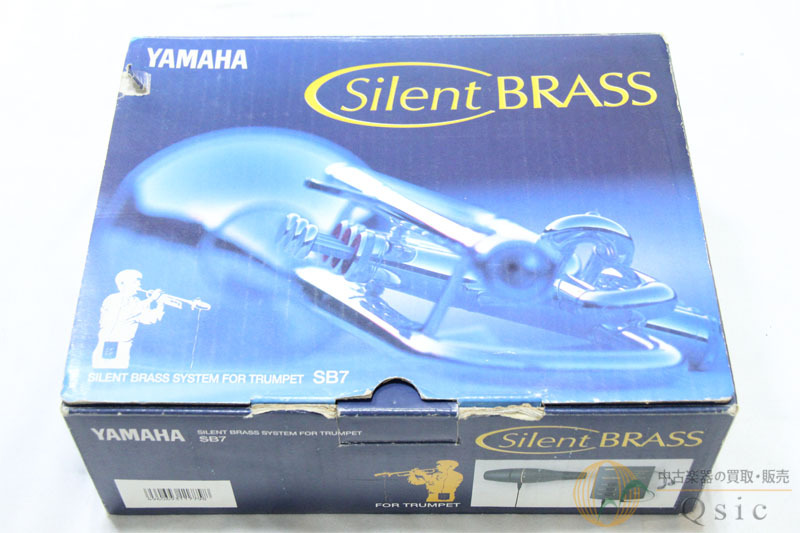 YAMAHA
Silent BRASS
SILENT BRASS SYSTEM FOR TRUMPET SB7
YAMAHA
SILENT BRASS SYSTEM FOR TRUMPET
SB7
Silent BRASS
FOR TRUMPET
中古楽器の買取・販売
Qsic